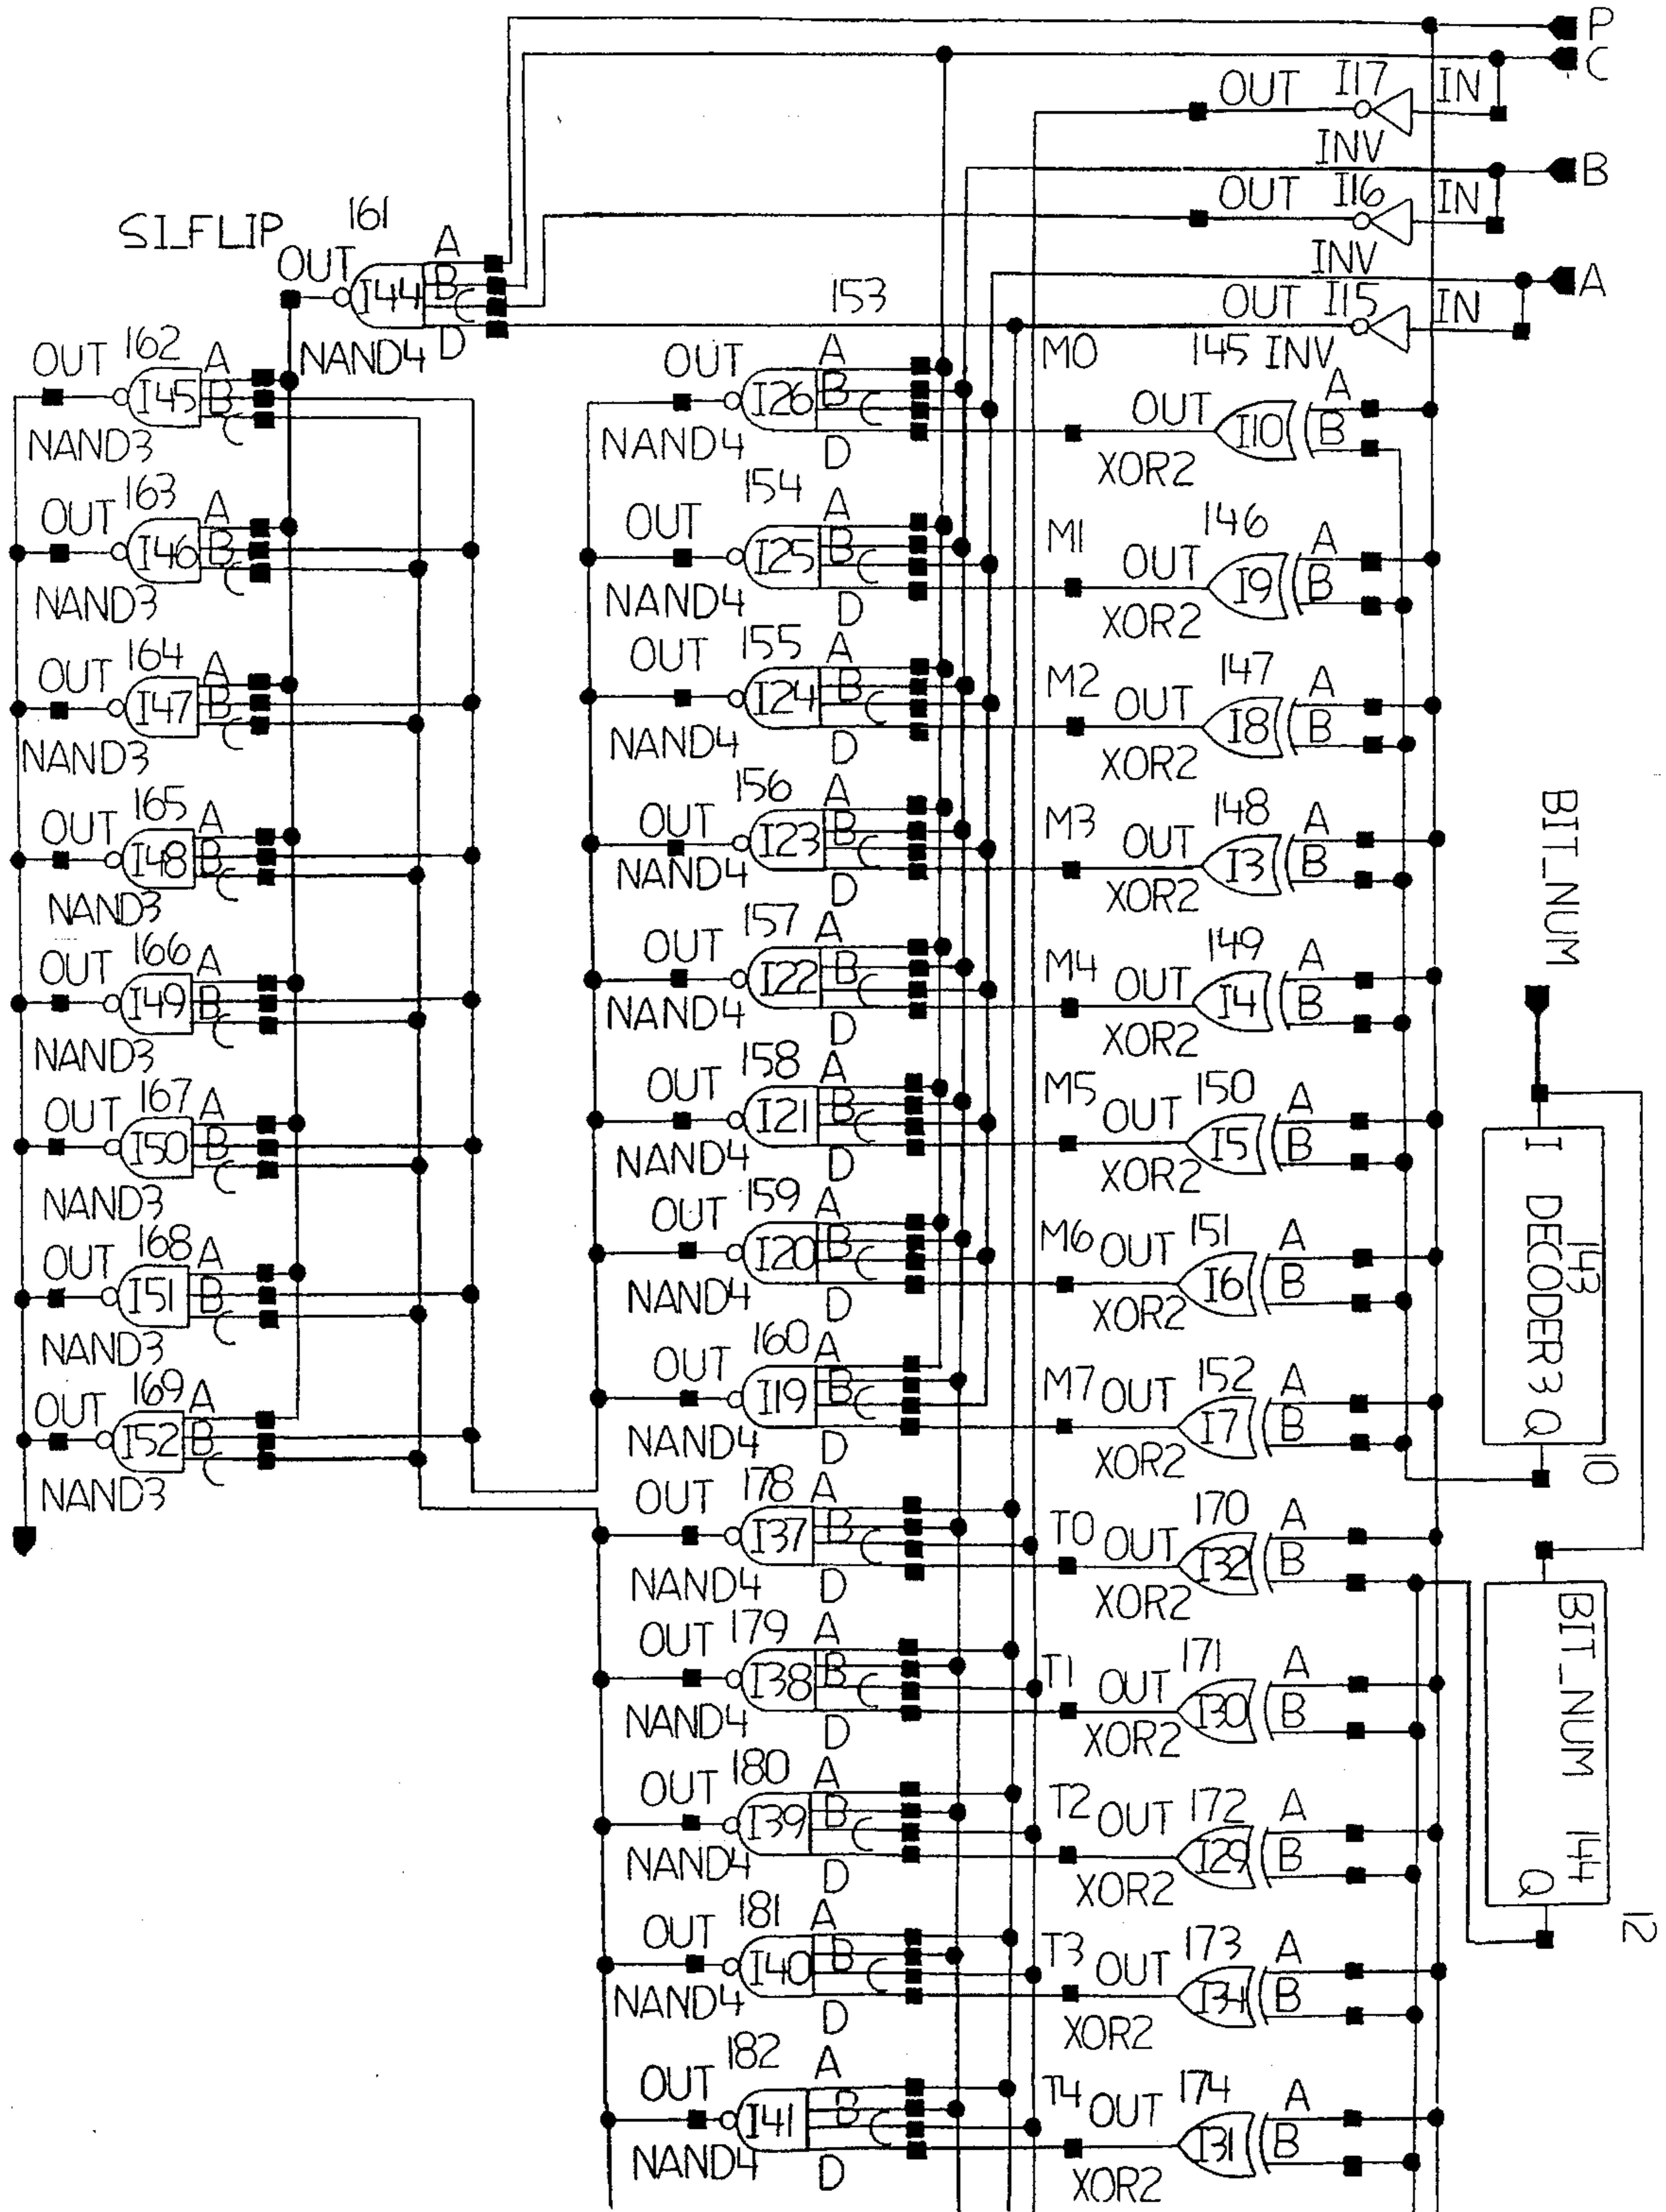 P
C
OUT I17 IN
INV
B
OUT I16 IN
INV
A
OUT I15 IN
145 INV
SI_FLIP
161
OUT I44 A B C D
NAND4
162
OUT I45 A B C
NAND3
163
OUT I46 A B C
NAND3
164
OUT I47 A B C
NAND3
165
OUT I48 A B C
NAND3
166
OUT I49 A B C
NAND3
167
OUT I50 A B C
NAND3
168
OUT I51 A B C
NAND3
169
OUT I52 A B C
NAND3
153
OUT I26 A B C D
NAND4
154
OUT I25 A B C D
NAND4
155
OUT I24 A B C D
NAND4
156
OUT I23 A B C D
NAND4
157
OUT I22 A B C D
NAND4
158
OUT I21 A B C D
NAND4
159
OUT I20 A B C D
NAND4
160
OUT I19 A B C D
NAND4
178
OUT I37 A B C D
NAND4
179
OUT I38 A B C D
NAND4
180
OUT I39 A B C D
NAND4
181
OUT I40 A B C D
NAND4
182
OUT I41 A B C D
NAND4
M0
OUT I10 A B
XOR2
M1 146
OUT I9 A B
XOR2
M2 147
OUT I8 A B
XOR2
M3 148
OUT I3 A B
XOR2
M4 149
OUT I4 A B
XOR2
M5 150
OUT I5 A B
XOR2
M6 151
OUT I6 A B
XOR2
M7 152
OUT I7 A B
XOR2
T0 170
OUT I32 A B
XOR2
T1 171
OUT I30 A B
XOR2
T2 172
OUT I29 A B
XOR2
T3 173
OUT I34 A B
XOR2
T4 174
OUT I31 A B
XOR2
BIT_NUM
I DECODER3 Q
143
I0
BIT_NUM
144
Q
I2